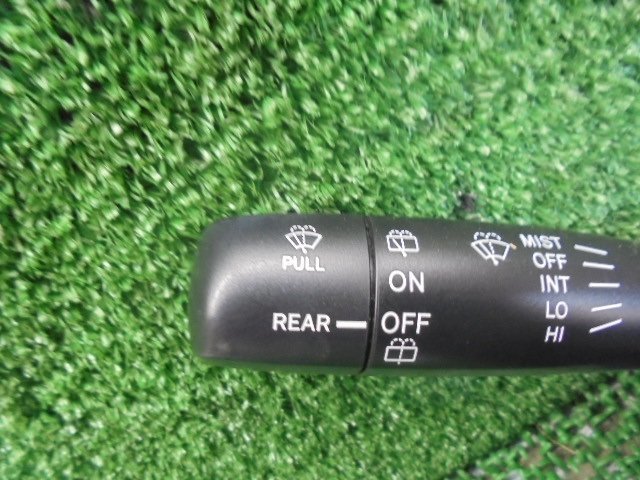 PULL
REAR
ON
OFF
MIST
OFF
INT
LO
HI